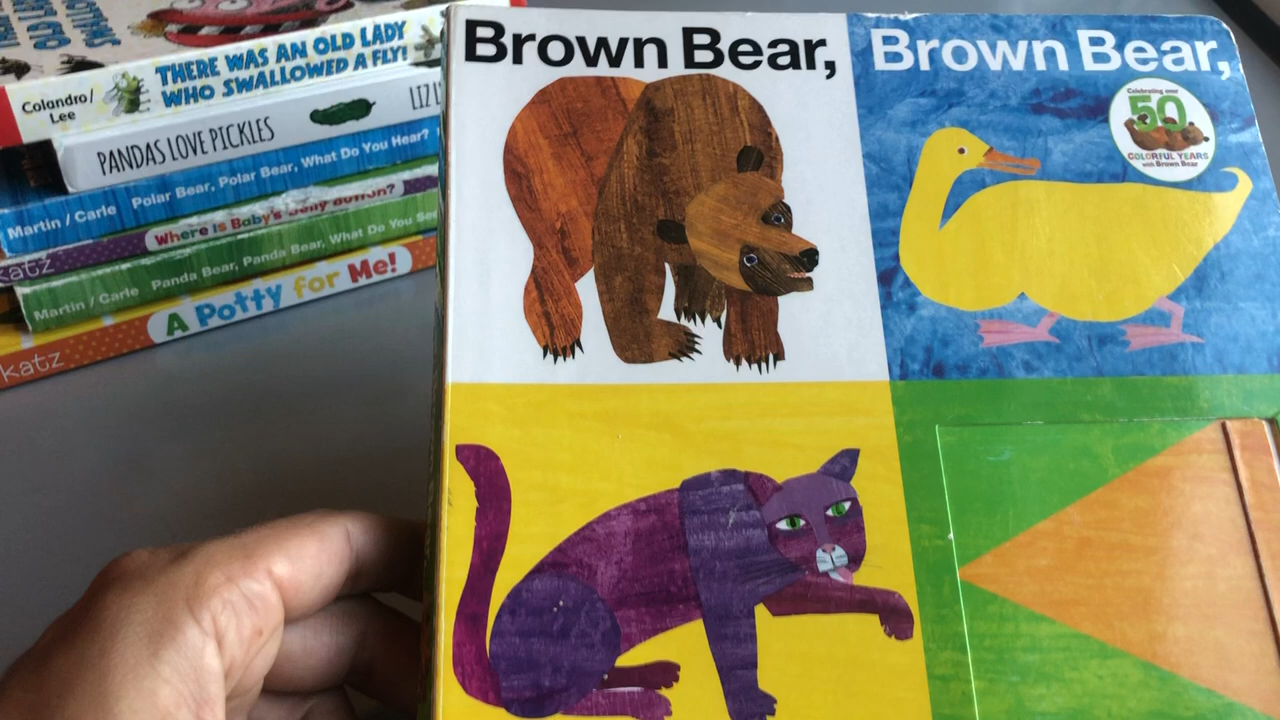 Colandro/
Lee
THERE WAS AN OLD LADY
WHO SWALLOWED A FLY!
PANDAS LOVE PICKLES
LIZ
Martin / Carle Polar Bear, Polar Bear, What Do You Hear?
katz Where Is Baby's Belly Button?
Martin / Carle Panda Bear, Panda Bear, What Do You See
katz A Potty for Me!
Brown Bear,
Brown Bear,
Celebrating over
50
COLORFUL YEARS
with Brown Bear